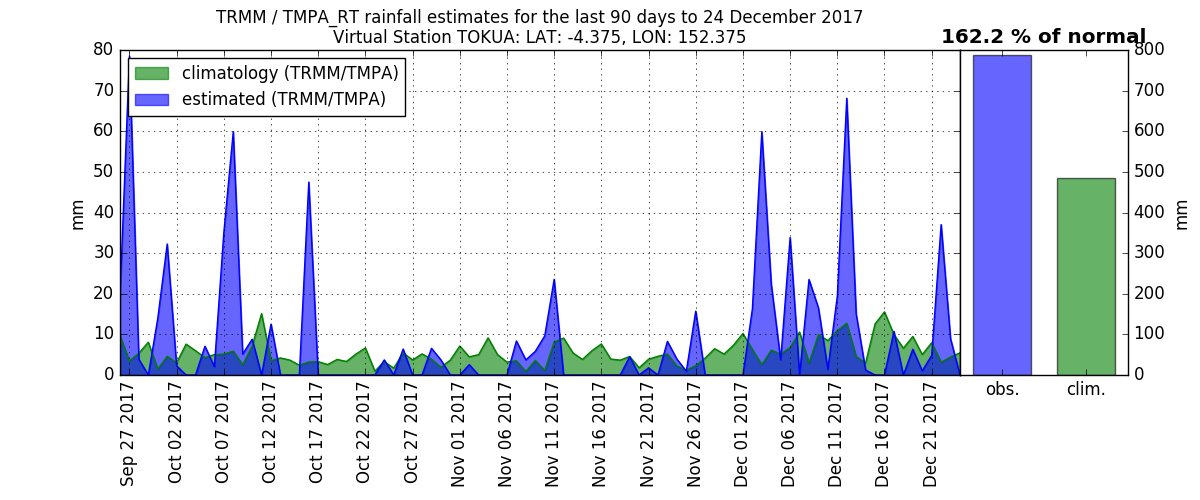 TRMM / TMPA_RT rainfall estimates for the last 90 days to 24 December 2017
Virtual Station TOKUA: LAT: -4.375, LON: 152.375
162.2 % of normal
climatology (TRMM/TMPA)
estimated (TRMM/TMPA)
mm
80
70
60
50
40
30
20
10
0
Sep 27 2017
Oct 02 2017
Oct 07 2017
Oct 12 2017
Oct 17 2017
Oct 22 2017
Oct 27 2017
Nov 01 2017
Nov 06 2017
Nov 11 2017
Nov 16 2017
Nov 21 2017
Nov 26 2017
Dec 01 2017
Dec 06 2017
Dec 11 2017
Dec 16 2017
Dec 21 2017
obs.
clim.
800
700
600
500
400
300
200
100
0
mm